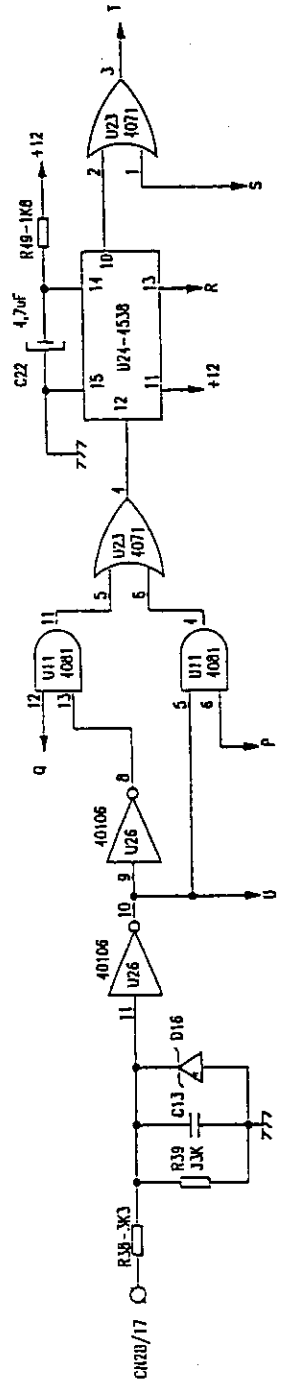 CN28/17
R38-3K3
R39
33K
C13
D16
11
40106
U26
10
9
40106
U26
8
U
Q
12
13
U11
4081
11
5
6
U11
4081
4
P
5
6
U23
4071
4
C22
4,7uF
R49-1K8
+12
15
14
12
U24-4538
10
11
13
+12
R
2
1
U23
4071
3
S
T